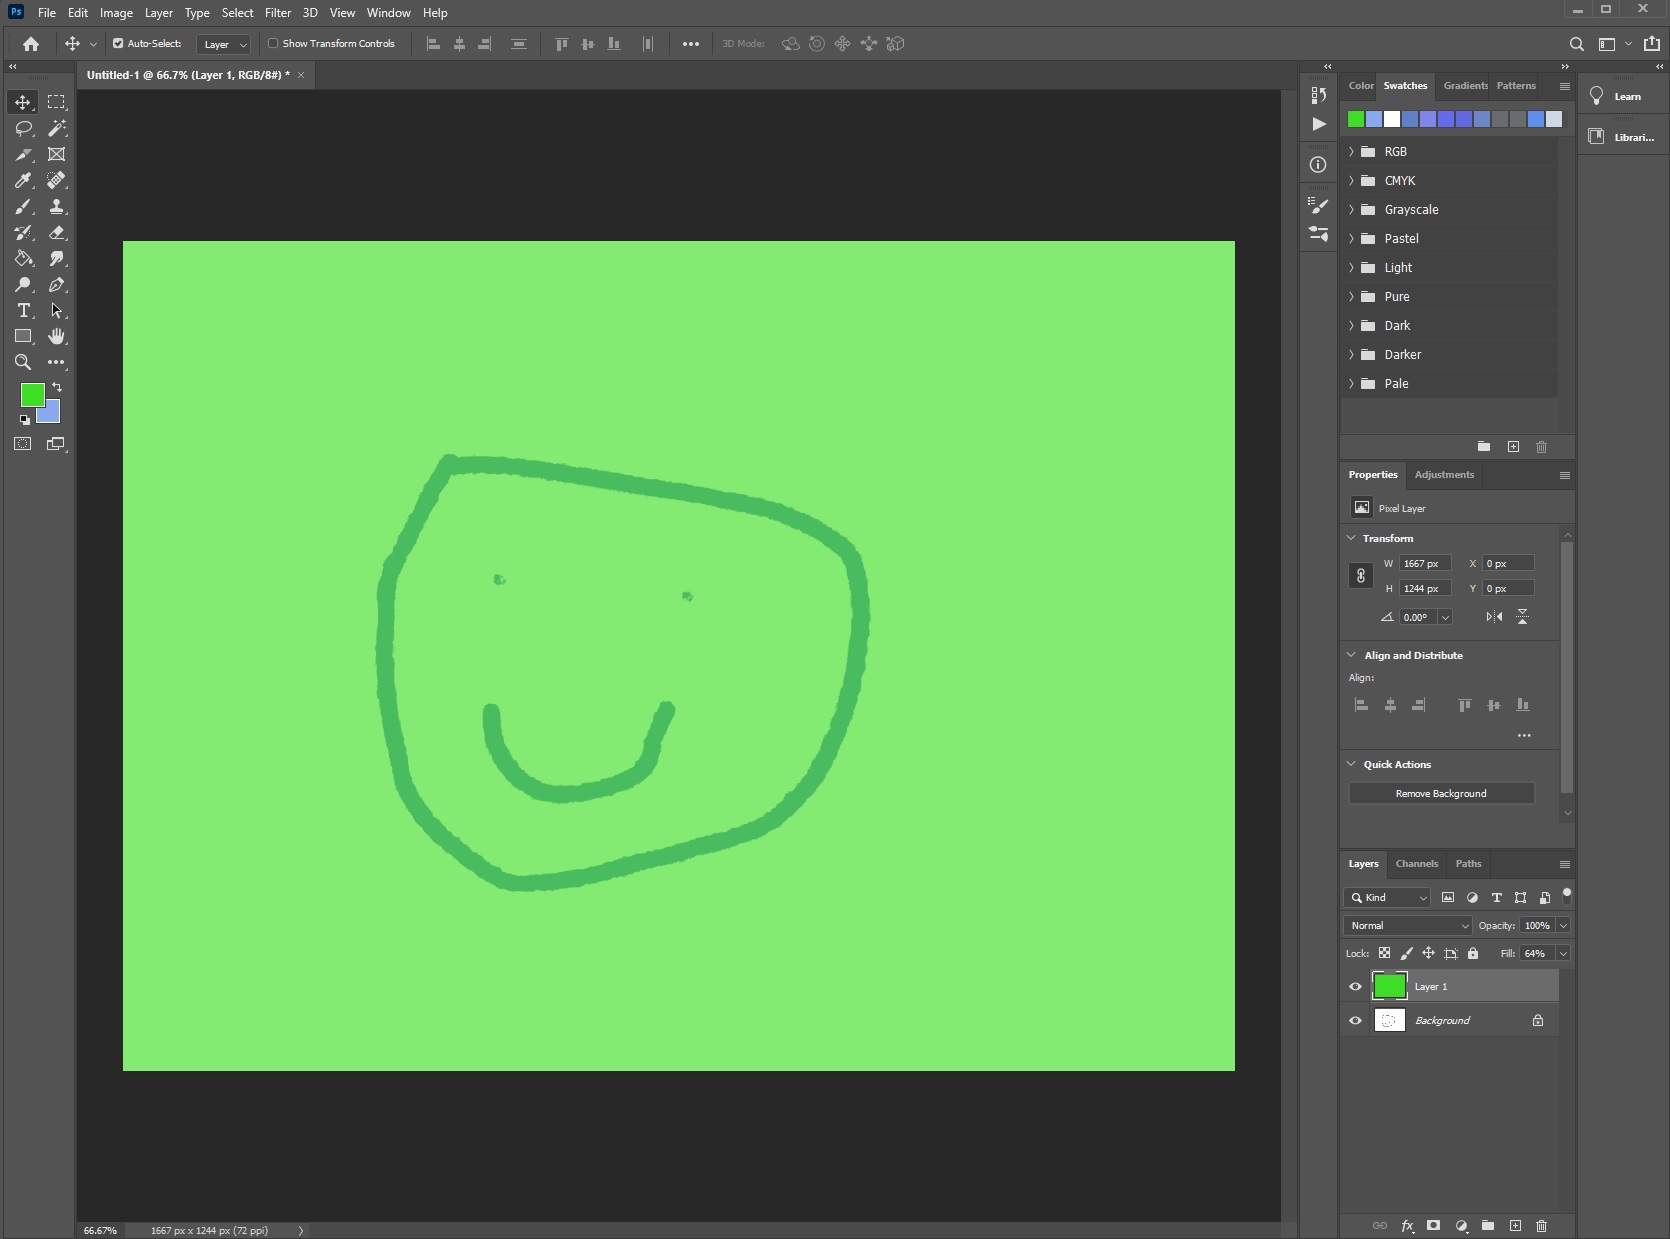 Ps File Edit Image Layer Type Select Filter 3D View Window Help
Auto-Select: Layer Show Transform Controls 3D Mode:
Untitled-1 @ 66.7% (Layer 1, RGB/8#) *
Color Swatches Gradients Patterns
Learn
Librari...
RGB
CMYK
Grayscale
Pastel
Light
Pure
Dark
Darker
Pale
Properties Adjustments
Pixel Layer
Transform
W 1667 px X 0 px
H 1244 px Y 0 px
0.00°
Align and Distribute
Align:
Quick Actions
Remove Background
Layers Channels Paths
Kind
Normal Opacity: 100%
Lock: Fill: 64%
Layer 1
Background
fx
66.67% 1667 px x 1244 px (72 ppi)